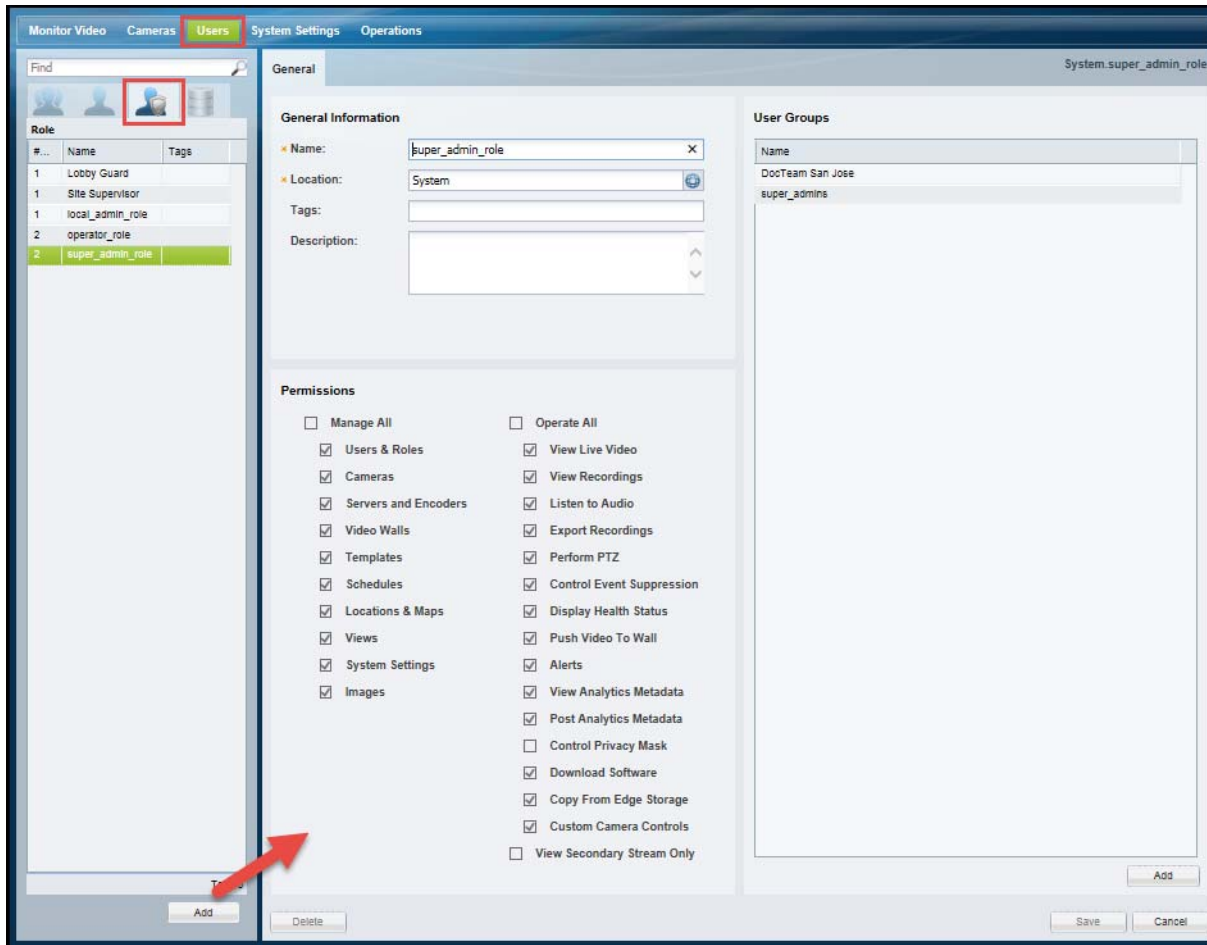 Monitor Video Cameras Users System Settings Operations
Find
Role
#... Name Tags
1 Lobby Guard
1 Site Supervisor
1 local_admin_role
2 operator_role
2 super_admin_role
Add
General
System.super_admin_role
General Information
* Name: super_admin_role
* Location: System
Tags:
Description:
Permissions
Manage All
Users & Roles
Cameras
Servers and Encoders
Video Walls
Templates
Schedules
Locations & Maps
Views
System Settings
Images
Operate All
View Live Video
View Recordings
Listen to Audio
Export Recordings
Perform PTZ
Control Event Suppression
Display Health Status
Push Video To Wall
Alerts
View Analytics Metadata
Post Analytics Metadata
Control Privacy Mask
Download Software
Copy From Edge Storage
Custom Camera Controls
View Secondary Stream Only
User Groups
Name
DocTeam San Jose
super_admins
Add
Delete
Save Cancel